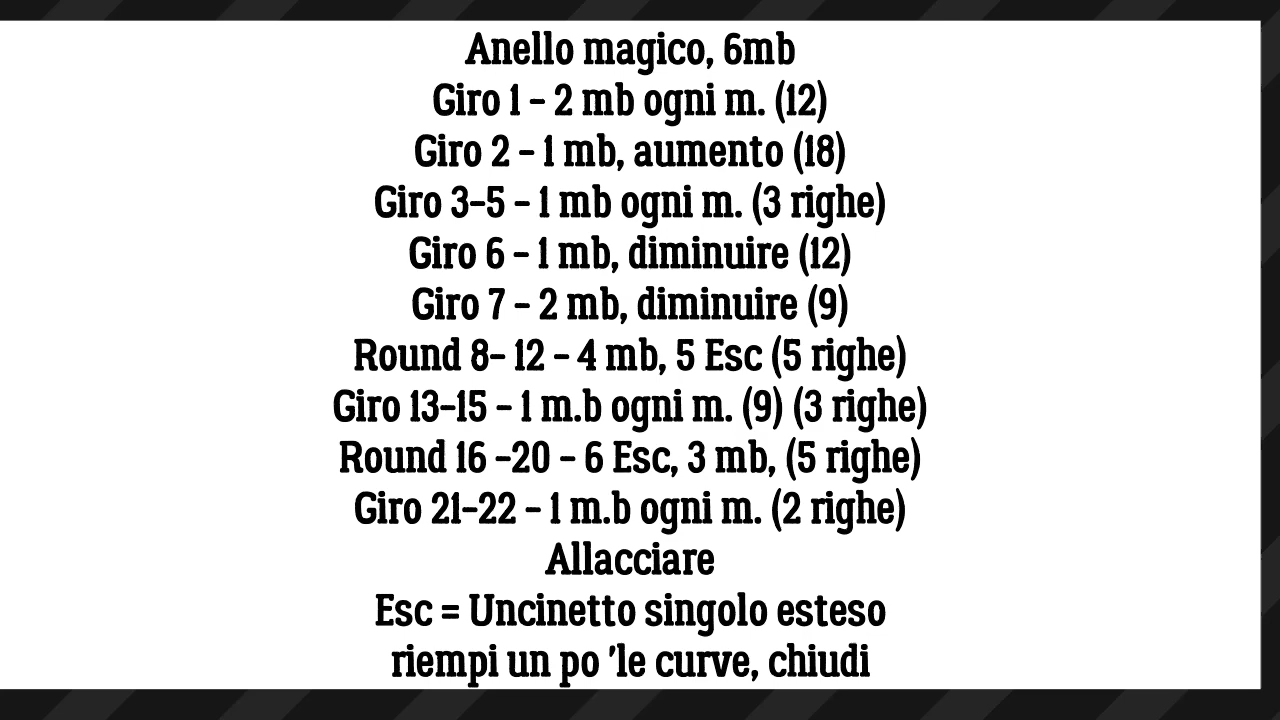 Anello magico, 6mb
Giro 1 - 2 mb ogni m. (12)
Giro 2 - 1 mb, aumento (18)
Giro 3-5 - 1 mb ogni m. (3 righe)
Giro 6 - 1 mb, diminuire (12)
Giro 7 - 2 mb, diminuire (9)
Round 8- 12 - 4 mb, 5 Esc (5 righe)
Giro 13-15 - 1 m.b ogni m. (9) (3 righe)
Round 16 -20 - 6 Esc, 3 mb, (5 righe)
Giro 21-22 - 1 m.b ogni m. (2 righe)
Allacciare
Esc = Uncinetto singolo esteso
riempi un po 'le curve, chiudi